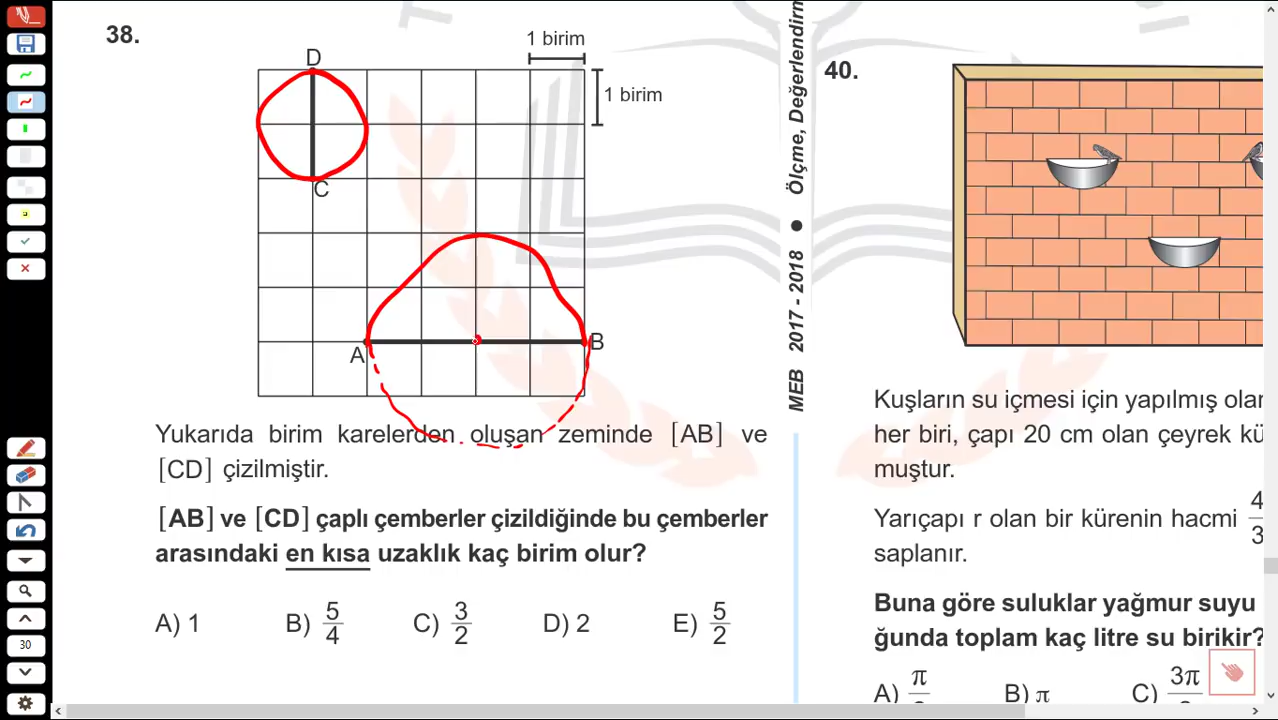 38.
1 birim
D
1 birim
C
A
B
Yukarıda birim karelerden oluşan zeminde [AB] ve
[CD] çizilmiştir.
[AB] ve [CD] çaplı çemberler çizildiğinde bu çemberler
arasındaki en kısa uzaklık kaç birim olur?
A) 1 B) 5/4 C) 3/2 D) 2 E) 5/2
MEB 2017 - 2018 ● Ölçme, Değerlendirm
40.
Kuşların su içmesi için yapılmış olar
her biri, çapı 20 cm olan çeyrek kü
muştur.
Yarıçapı r olan bir kürenin hacmi 4/3
saplanır.
Buna göre suluklar yağmur suyu
ğunda toplam kaç litre su birikir?
A) π B) π C) 3π
30